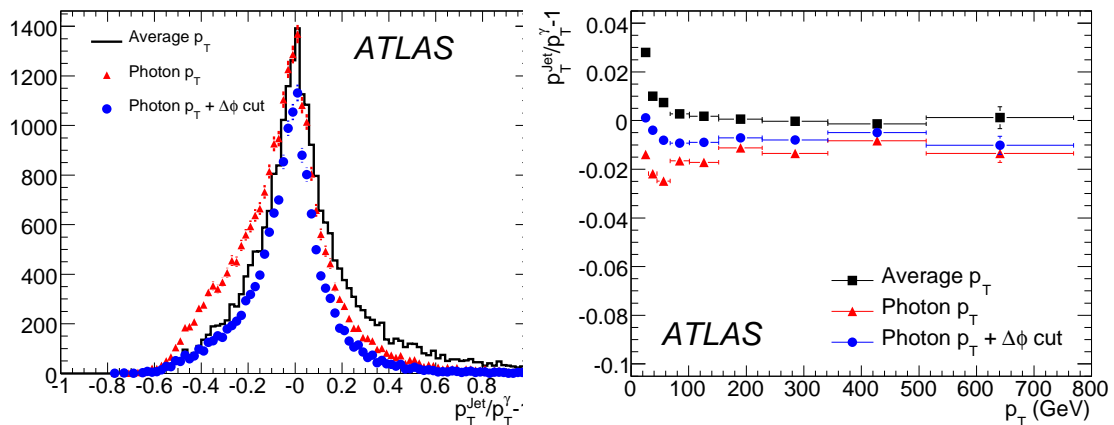 1400
1200
1000
800
600
400
200
0
Average p_T
Photon p_T
Photon p_T + Δϕ cut
ATLAS
-1 -0.8 -0.6 -0.4 -0.2 -0 0.2 0.4 0.6 0.8
p_T^Jet/p_T^γ-1
p_T^Jet/p_T^γ-1
0.04
0.02
0
-0.02
-0.04
-0.06
-0.08
-0.1
Average p_T
Photon p_T
Photon p_T + Δϕ cut
ATLAS
0 100 200 300 400 500 600 700 800
p_T (GeV)